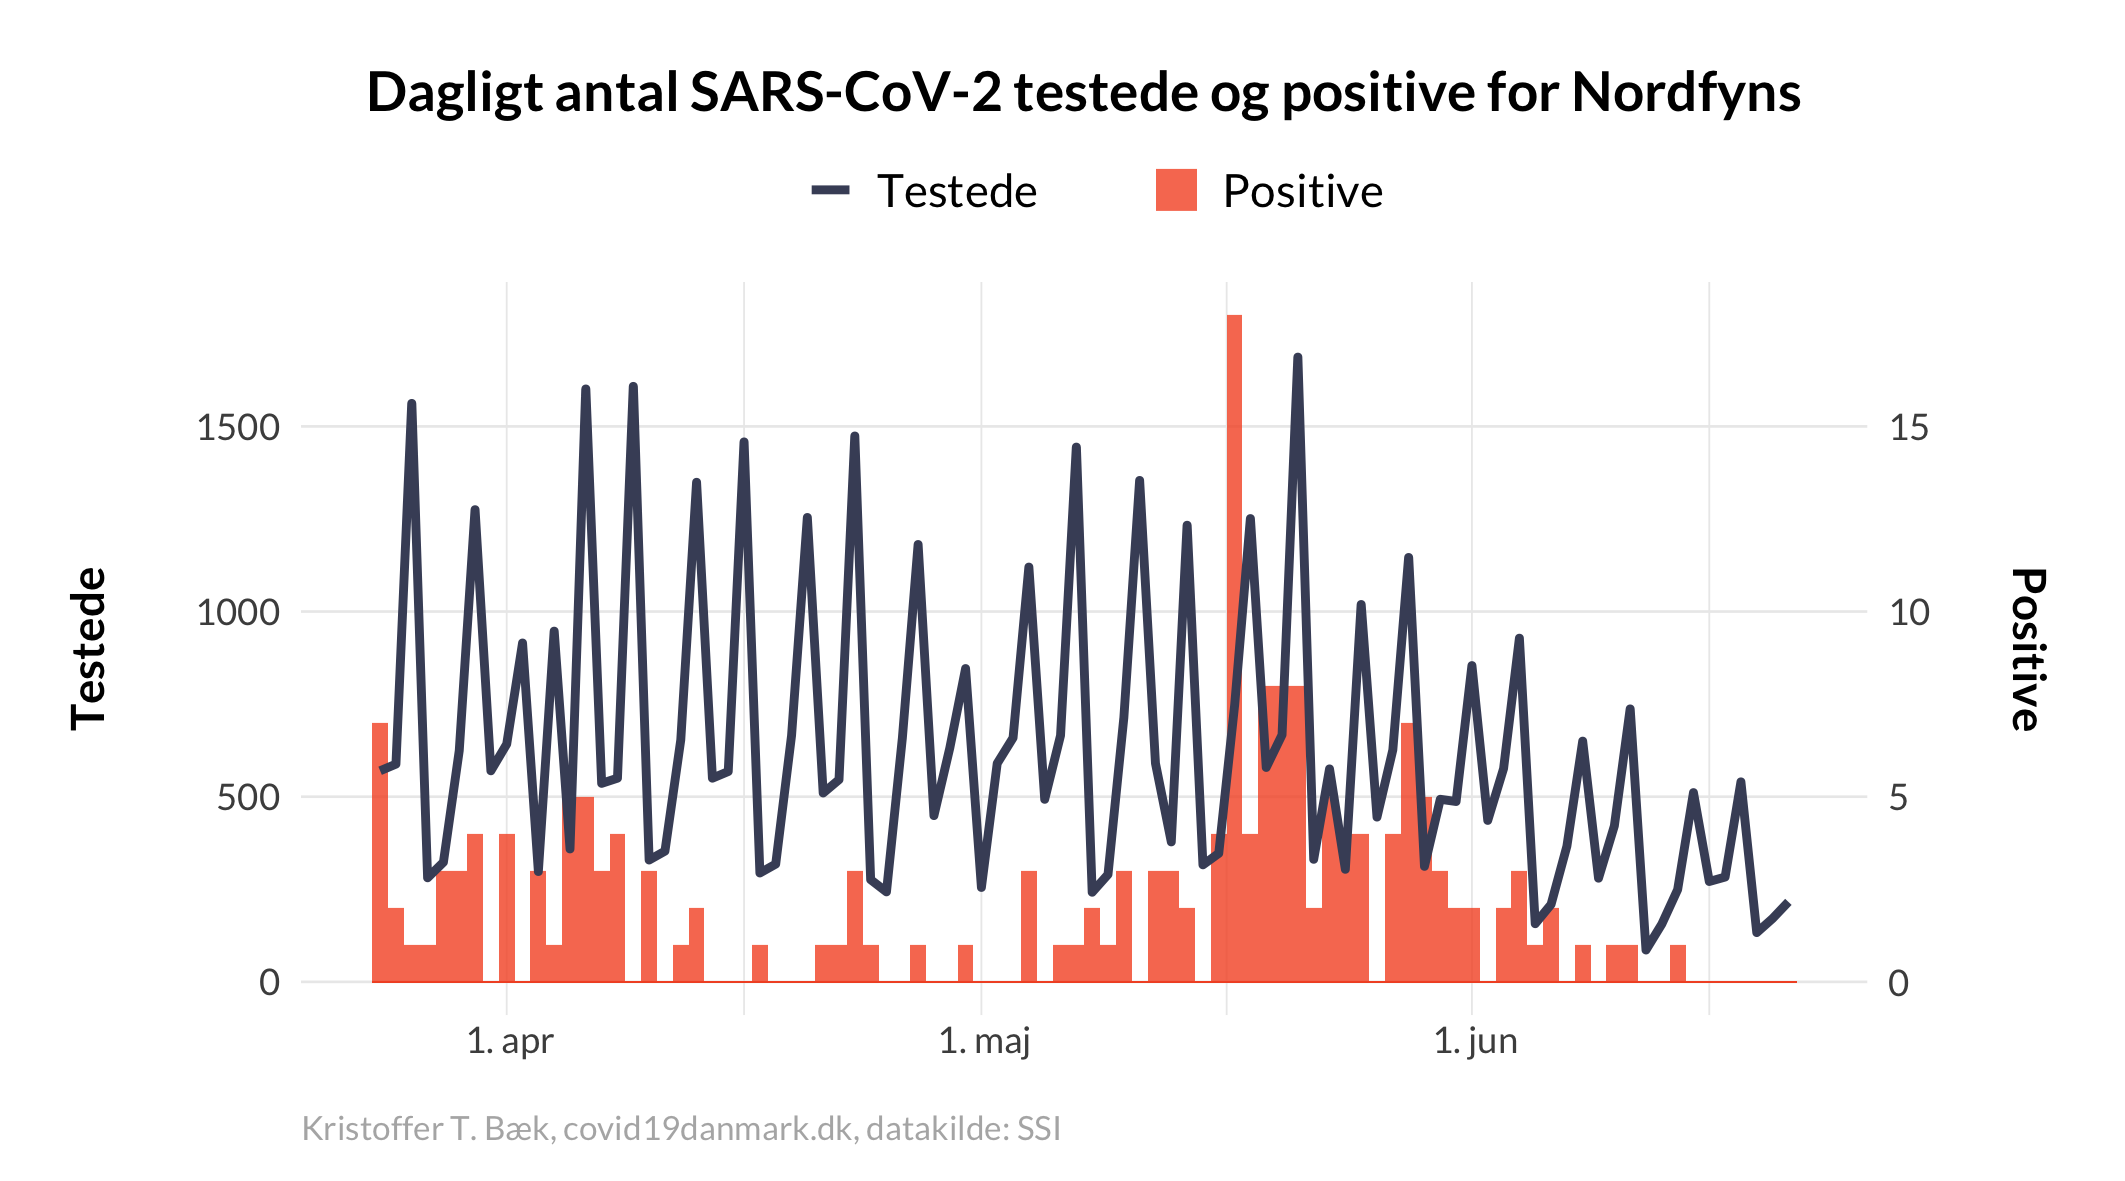 Dagligt antal SARS-CoV-2 testede og positive for Nordfyns
Testede
Positive
1500
1000
500
0
Testede
15
10
5
0
Positive
1. apr
1. maj
1. jun
Kristoffer T. Bæk, covid19danmark.dk, datakilde: SSI